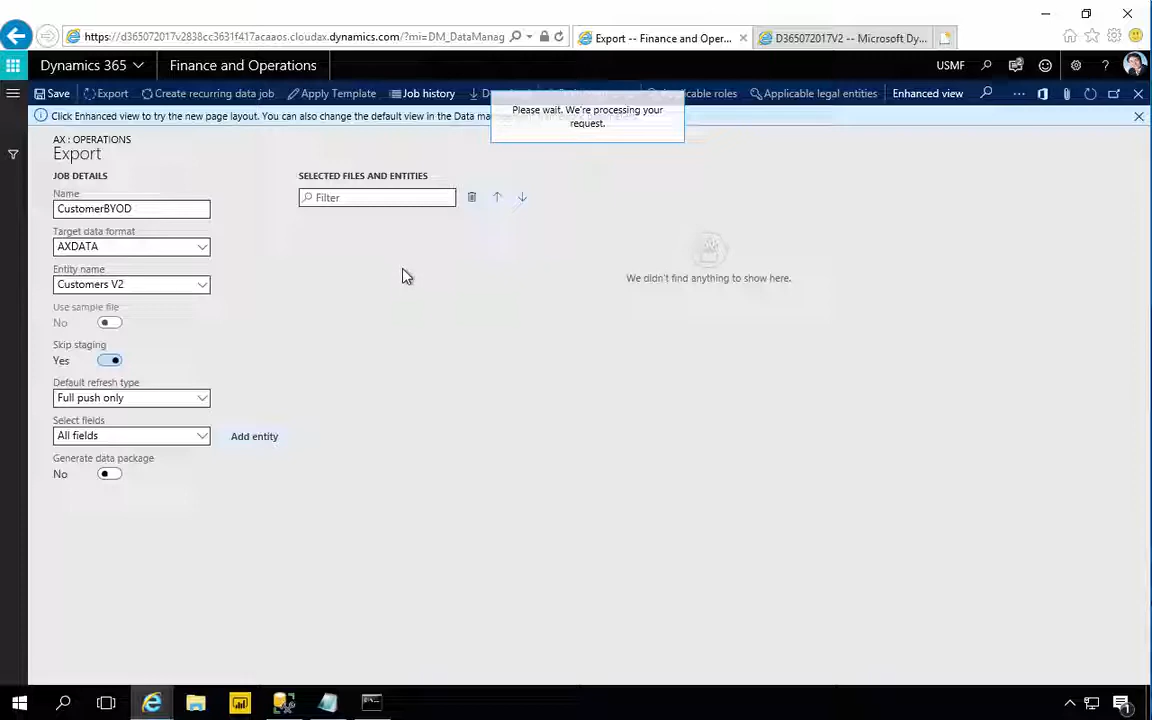 https://d365072017v2838cc3631f417acaaos.cloudax.dynamics.com/?mi=DM_DataManag
Export -- Finance and Oper...
D365072017V2 -- Microsoft Dy...
Dynamics 365
Finance and Operations
USMF
?
Save
Export
Create recurring data job
Apply Template
Job history
Applicable legal entities
Enhanced view
Please wait. We're processing your
request.
Click Enhanced view to try the new page layout. You can also change the default view in the Data
AX : OPERATIONS
Export
JOB DETAILS
SELECTED FILES AND ENTITIES
Name
CustomerBYOD
Filter
Target data format
AXDATA
Entity name
Customers V2
We didn't find anything to show here.
Use sample file
No
Skip staging
Yes
Default refresh type
Full push only
Select fields
All fields
Add entity
Generate data package
No
1